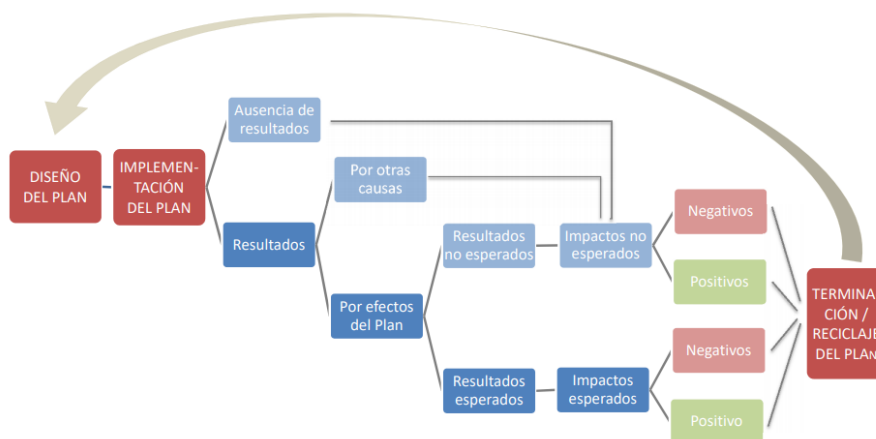 DISEÑO
DEL PLAN
IMPLEMEN-
TACIÓN
DEL PLAN
Ausencia de
resultados
Resultados
Por otras
causas
Por efectos
del Plan
Resultados
no esperados
Impactos no
esperados
Resultados
esperados
Impactos
esperados
Negativos
Positivos
Negativos
Positivo
TERMINA-
CIÓN /
RECICLAJE
DEL PLAN